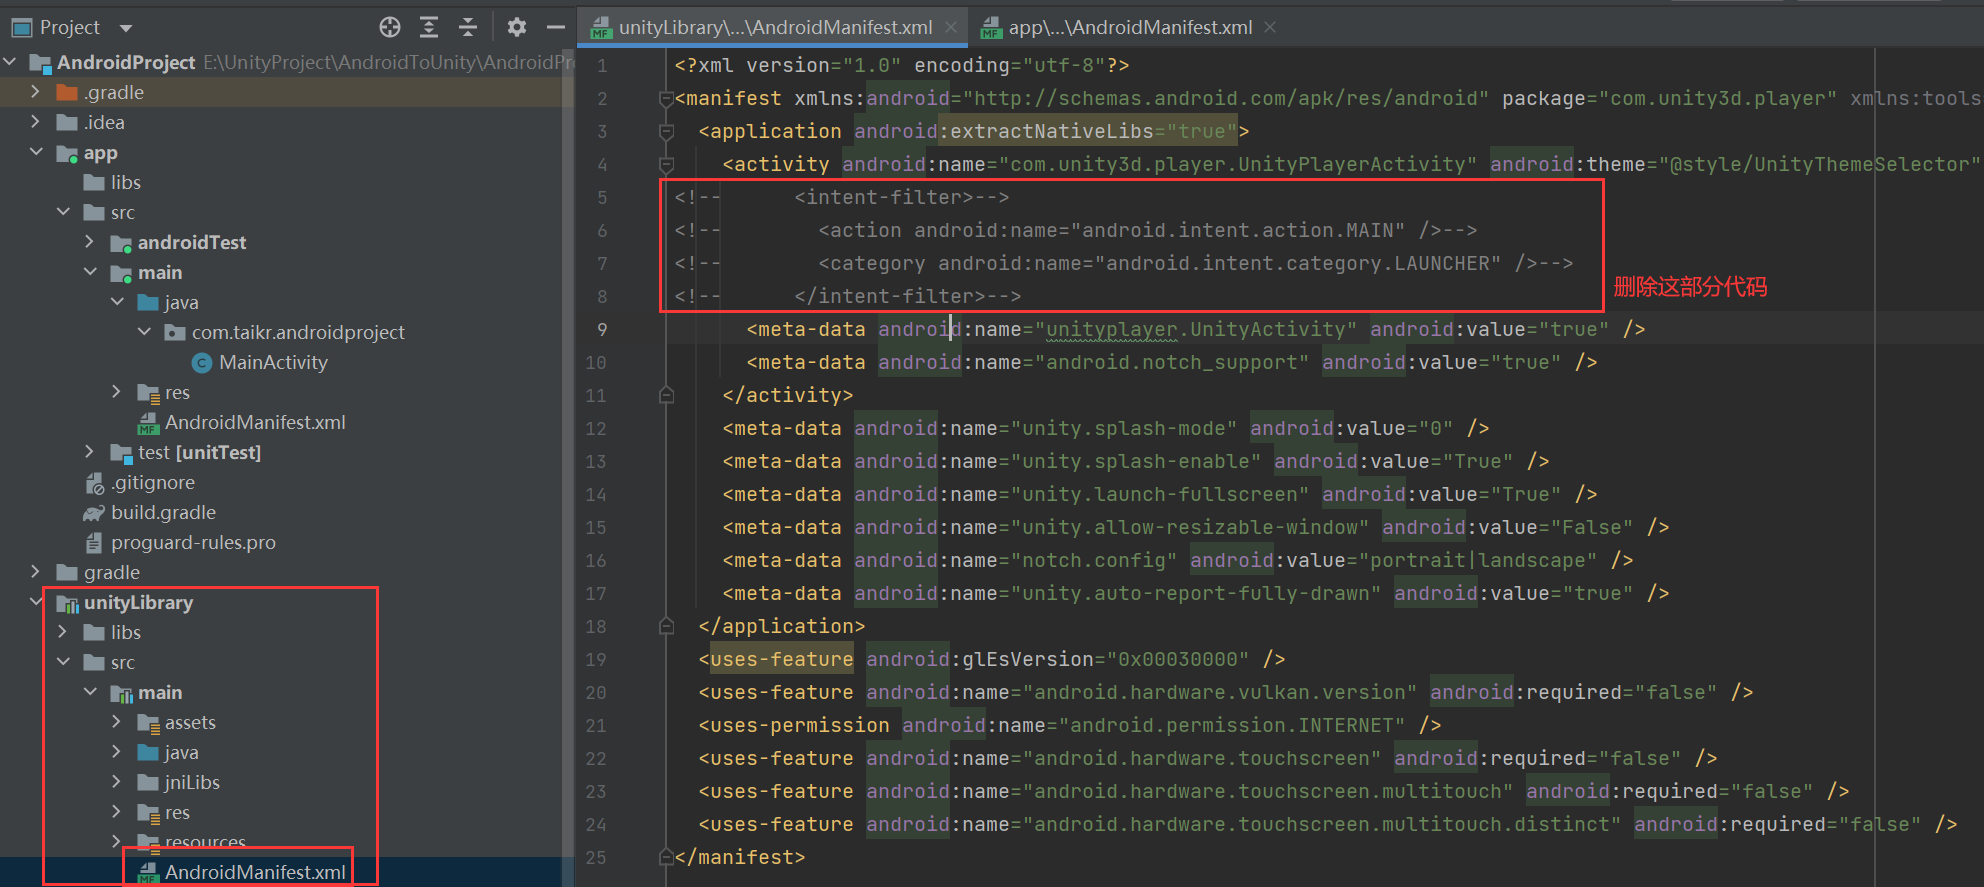 Project
AndroidProject E:\UnityProject\AndroidToUnity\AndroidPr
.gradle
.idea
app
libs
src
androidTest
main
java
com.taikr.androidproject
MainActivity
res
AndroidManifest.xml
test [unitTest]
.gitignore
build.gradle
proguard-rules.pro
gradle
unityLibrary
libs
src
main
assets
java
jniLibs
res
resources
AndroidManifest.xml
unityLibrary\...\AndroidManifest.xml
app\...\AndroidManifest.xml
1 <?xml version="1.0" encoding="utf-8"?>
2 <manifest xmlns:android="http://schemas.android.com/apk/res/android" package="com.unity3d.player" xmlns:tools
3 <application android:extractNativeLibs="true">
4 <activity android:name="com.unity3d.player.UnityPlayerActivity" android:theme="@style/UnityThemeSelector"
5 <!-- <intent-filter>-->
6 <!-- <action android:name="android.intent.action.MAIN" />-->
7 <!-- <category android:name="android.intent.category.LAUNCHER" />-->
8 <!-- </intent-filter>-->
删除这部分代码
9 <meta-data android:name="unityplayer.UnityActivity" android:value="true" />
10 <meta-data android:name="android.notch_support" android:value="true" />
11 </activity>
12 <meta-data android:name="unity.splash-mode" android:value="0" />
13 <meta-data android:name="unity.splash-enable" android:value="True" />
14 <meta-data android:name="unity.launch-fullscreen" android:value="True" />
15 <meta-data android:name="unity.allow-resizable-window" android:value="False" />
16 <meta-data android:name="notch.config" android:value="portrait|landscape" />
17 <meta-data android:name="unity.auto-report-fully-drawn" android:value="true" />
18 </application>
19 <uses-feature android:glEsVersion="0x00030000" />
20 <uses-feature android:name="android.hardware.vulkan.version" android:required="false" />
21 <uses-permission android:name="android.permission.INTERNET" />
22 <uses-feature android:name="android.hardware.touchscreen" android:required="false" />
23 <uses-feature android:name="android.hardware.touchscreen.multitouch" android:required="false" />
24 <uses-feature android:name="android.hardware.touchscreen.multitouch.distinct" android:required="false" />
25 </manifest>